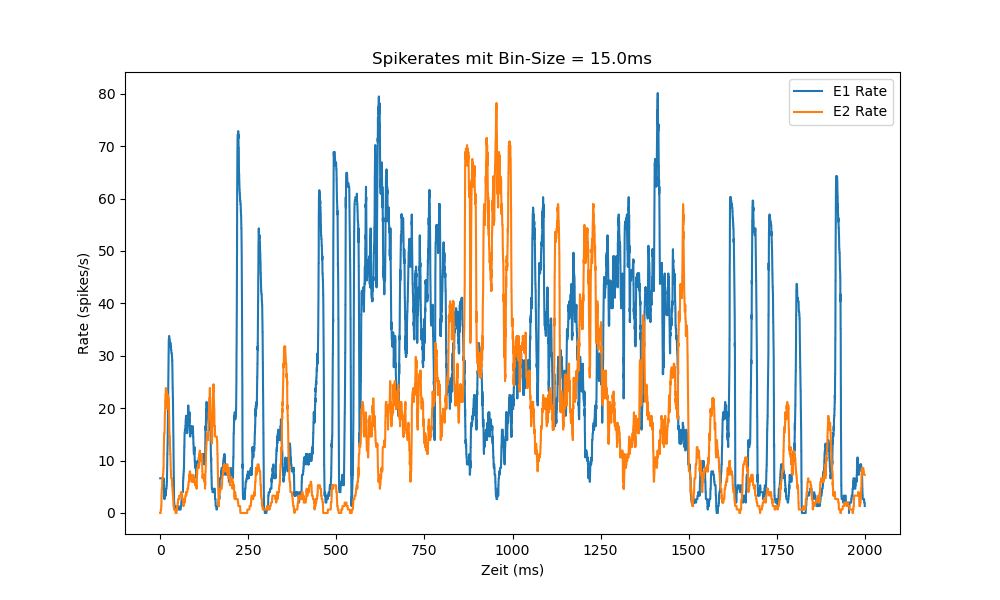 Spikerates mit Bin-Size = 15.0ms
E1 Rate
E2 Rate
80
70
60
50
40
30
20
10
0
Rate (spikes/s)
0 250 500 750 1000 1250 1500 1750 2000
Zeit (ms)